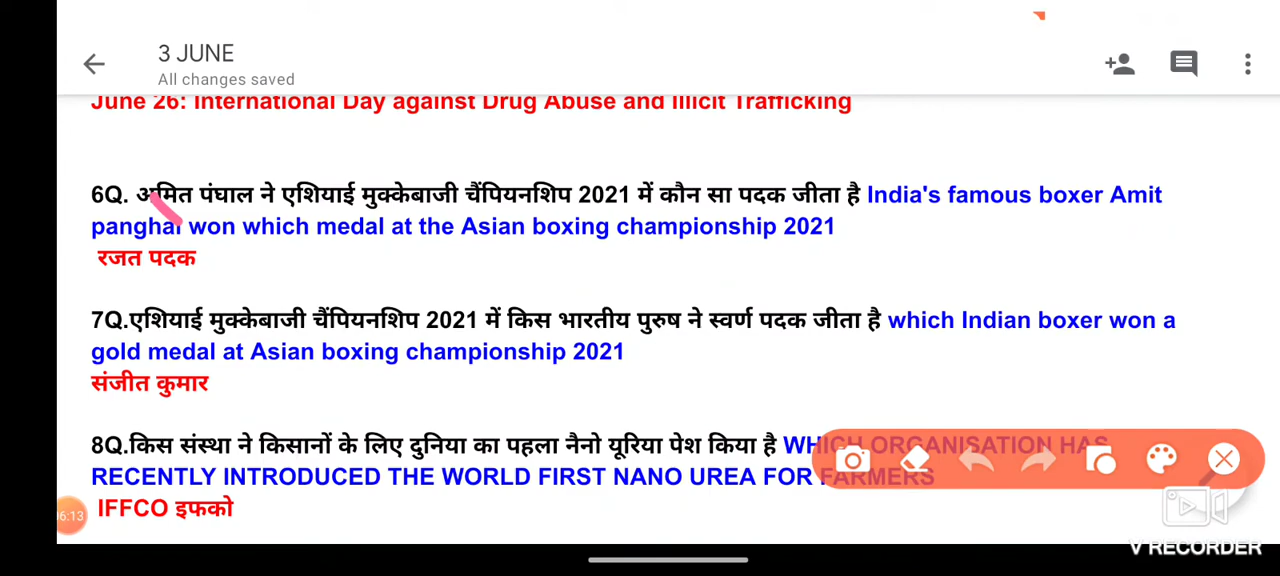 3 JUNE
All changes saved
June 26: International Day against Drug Abuse and Illicit Trafficking
6Q. अमित पंघाल ने एशियाई मुक्केबाजी चैंपियनशिप 2021 में कौन सा पदक जीता है India's famous boxer Amit
panghal won which medal at the Asian boxing championship 2021
रजत पदक
7Q.एशियाई मुक्केबाजी चैंपियनशिप 2021 में किस भारतीय पुरुष ने स्वर्ण पदक जीता है which Indian boxer won a
gold medal at Asian boxing championship 2021
संजीत कुमार
8Q.किस संस्था ने किसानों के लिए दुनिया का पहला नैनो यूरिया पेश किया है WHICH ORGANISATION HAS
RECENTLY INTRODUCED THE WORLD FIRST NANO UREA FOR FARMERS
IFFCO इफको
06:13
V RECORDER